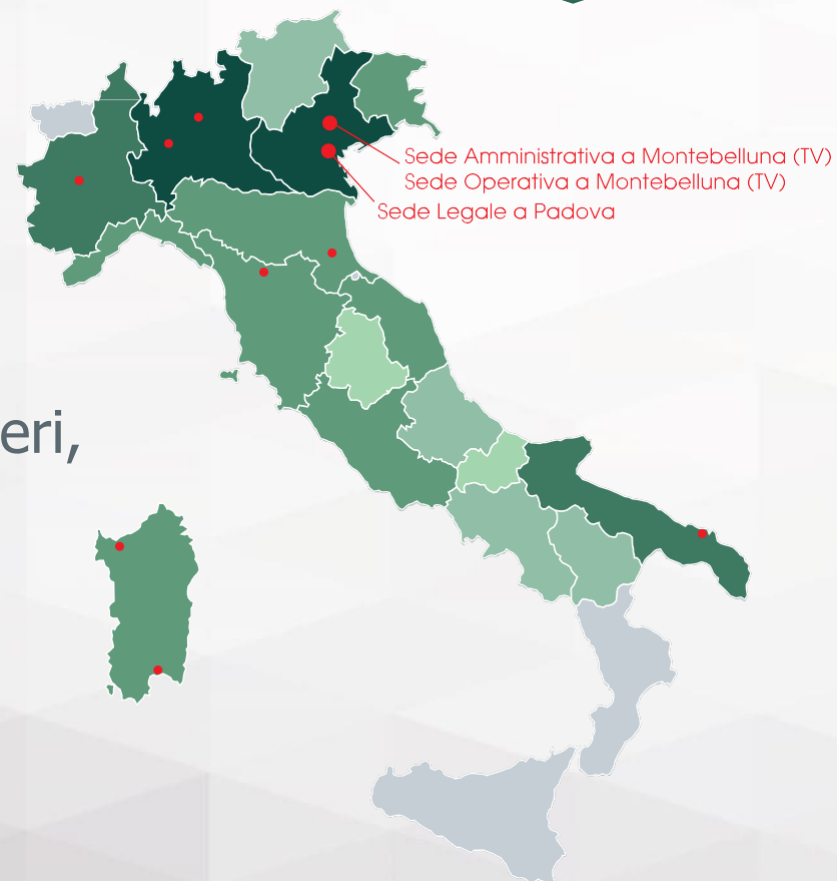 Sede Amministrativa a Montebelluna (TV)
Sede Operativa a Montebelluna (TV)
Sede Legale a Padova
eri,